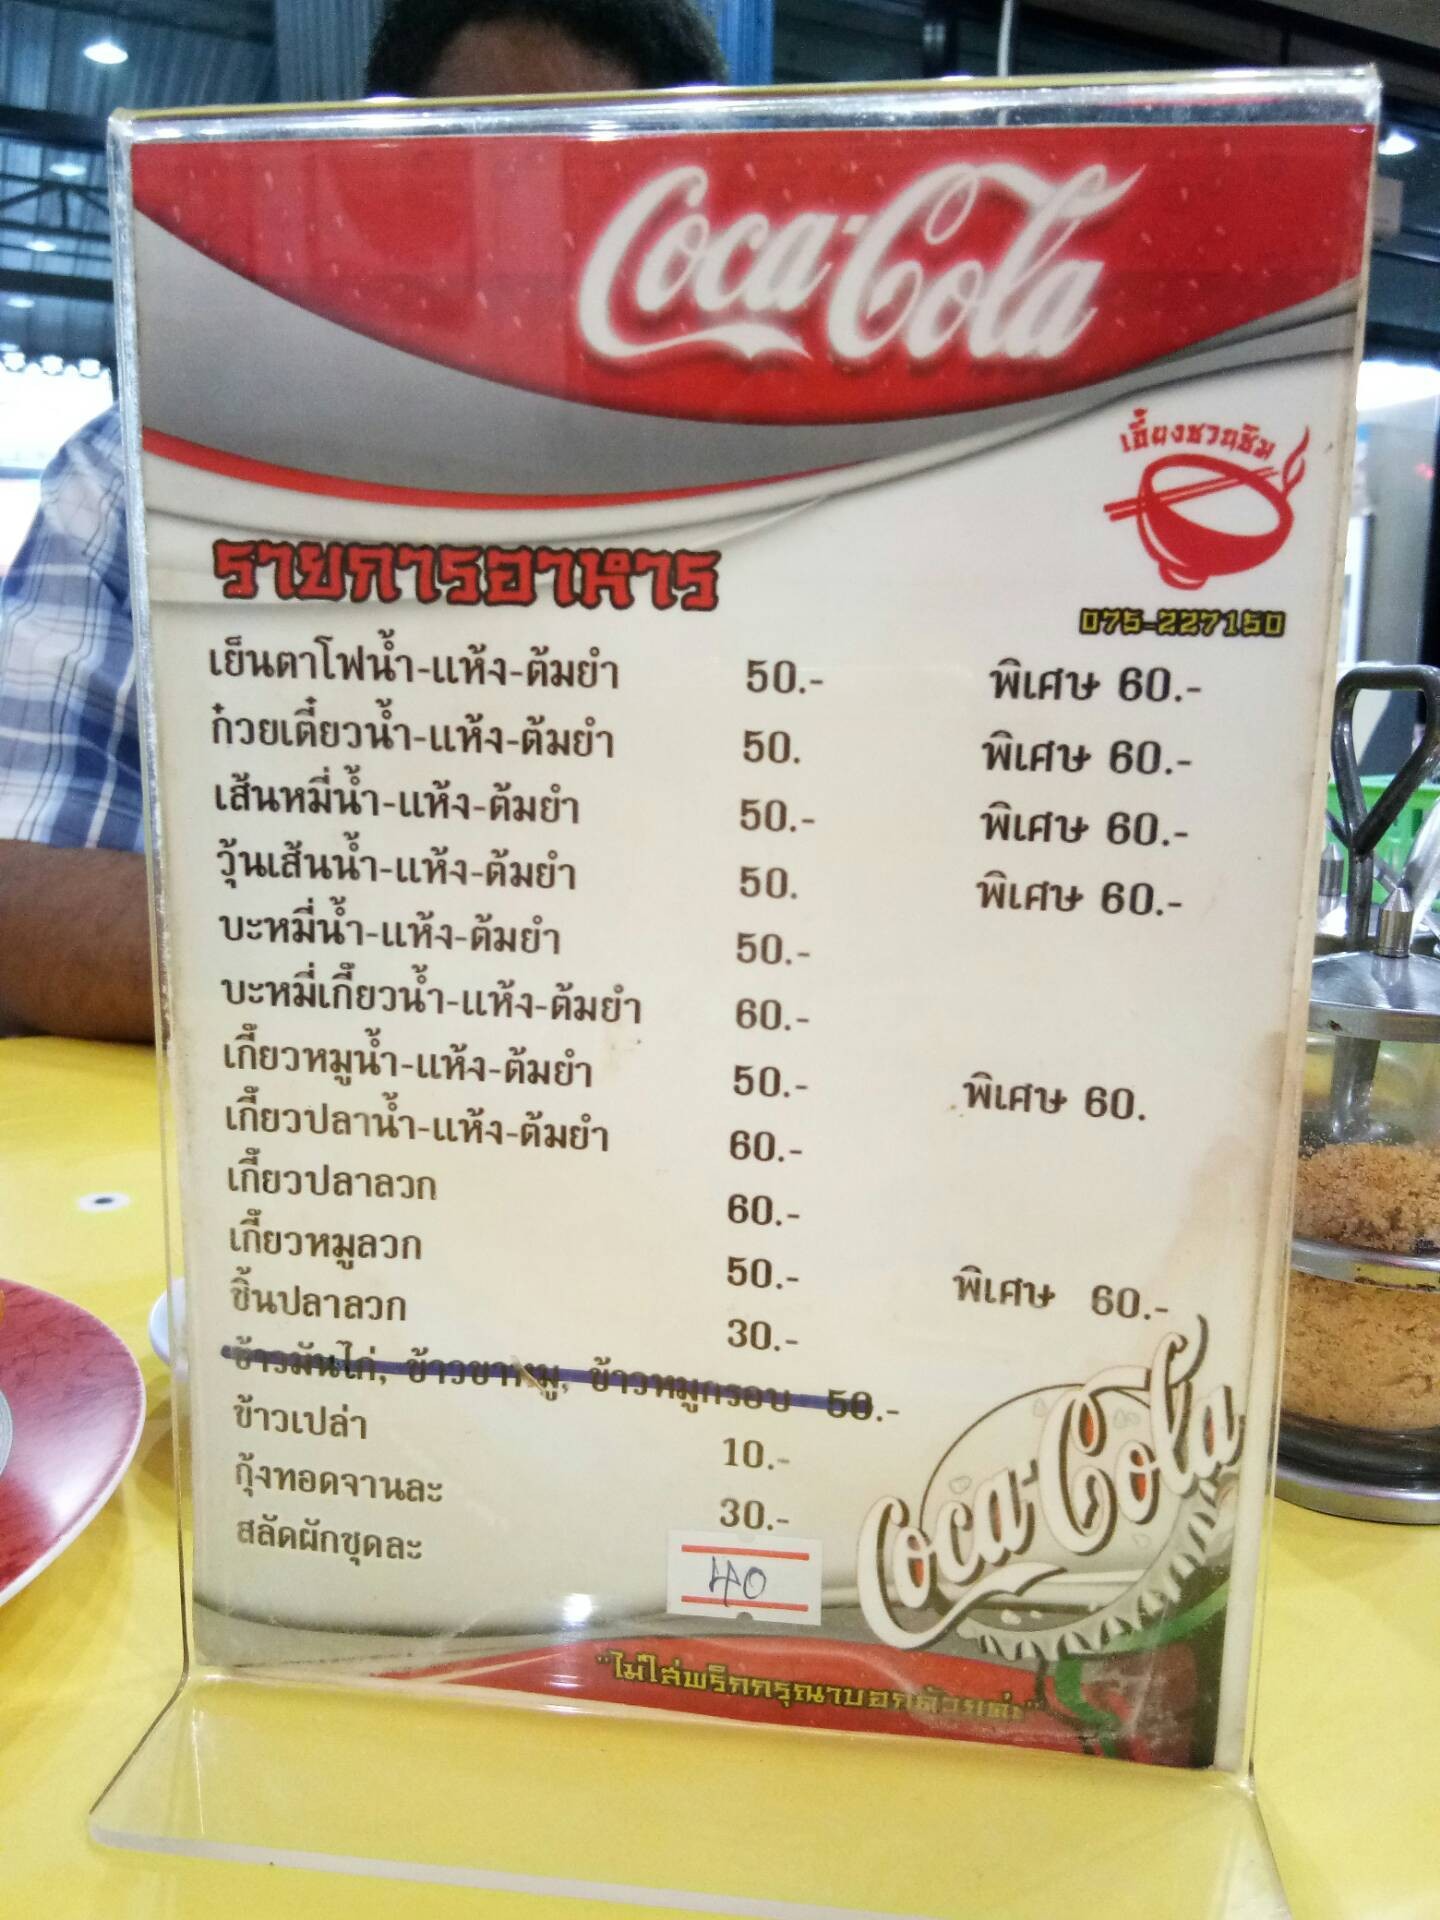 Coca-Cola
เฮี้ยงชวนชิม
075-227150
รายการอาหาร
เย็นตาโฟน้ำ-แห้ง-ต้มยำ 50.- พิเศษ 60.-
ก๋วยเตี๋ยวน้ำ-แห้ง-ต้มยำ 50. พิเศษ 60.-
เส้นหมี่น้ำ-แห้ง-ต้มยำ 50.- พิเศษ 60.-
วุ้นเส้นน้ำ-แห้ง-ต้มยำ 50. พิเศษ 60.-
บะหมี่น้ำ-แห้ง-ต้มยำ 50.-
บะหมี่เกี๊ยวน้ำ-แห้ง-ต้มยำ 60.-
เกี๊ยวหมูน้ำ-แห้ง-ต้มยำ 50.- พิเศษ 60.
เกี๊ยวปลาน้ำ-แห้ง-ต้มยำ 60.-
เกี๊ยวปลาลวก 60.-
เกี๊ยวหมูลวก 50.- พิเศษ 60.-
ชิ้นปลาลวก 30.-
ข้าวมันไก่, ข้าวขาหมู, ข้าวหมูกรอบ 50.-
ข้าวเปล่า 10.-
กุ้งทอดจานละ 30.-
สลัดผักชุดละ 40
Coca-Cola
"ไม่ใส่พริกกรุณาบอกด้วยค่ะ"